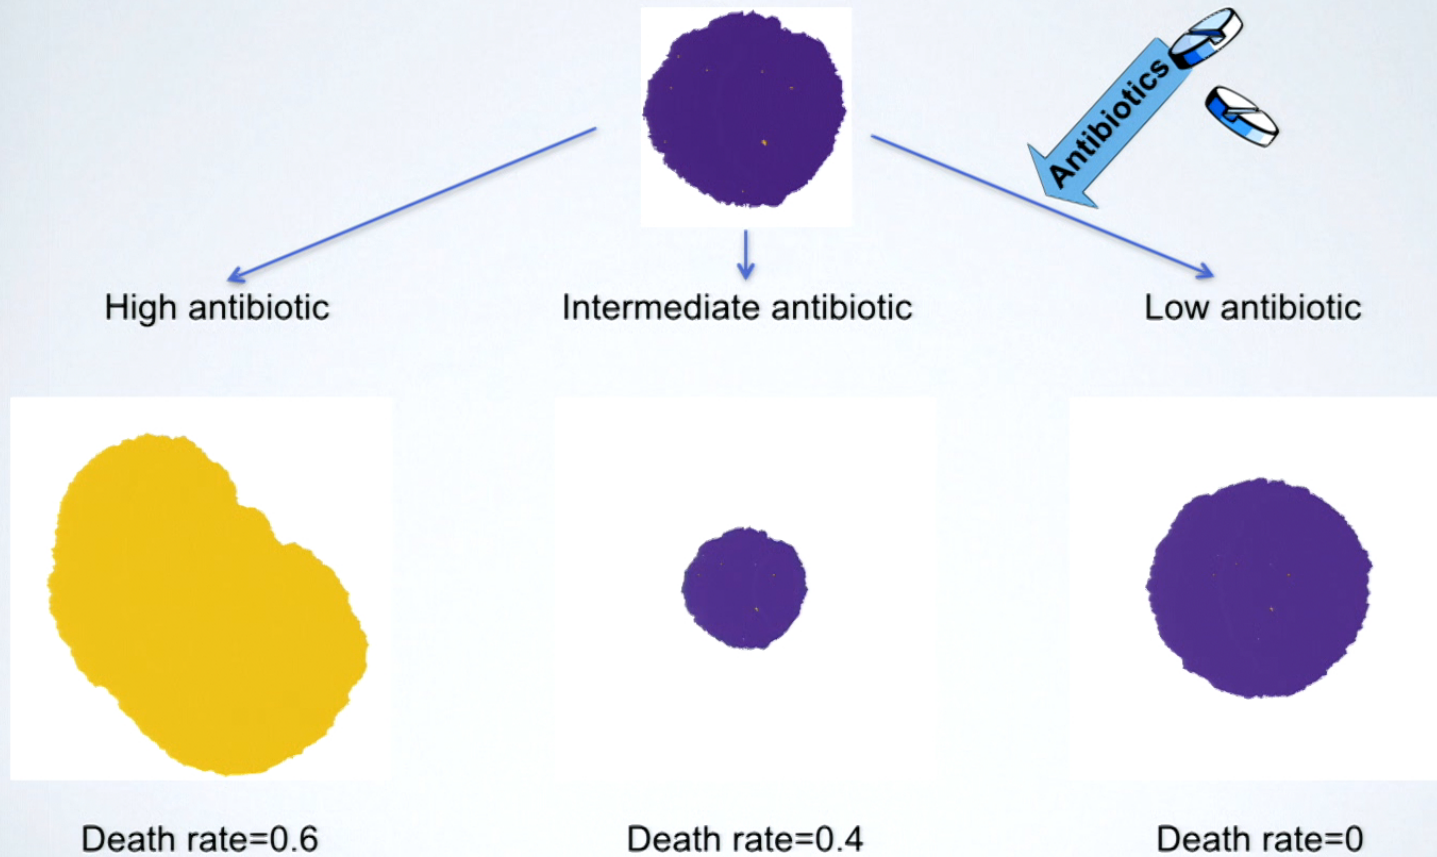 Antibiotics
High antibiotic
Intermediate antibiotic
Low antibiotic
Death rate=0.6
Death rate=0.4
Death rate=0